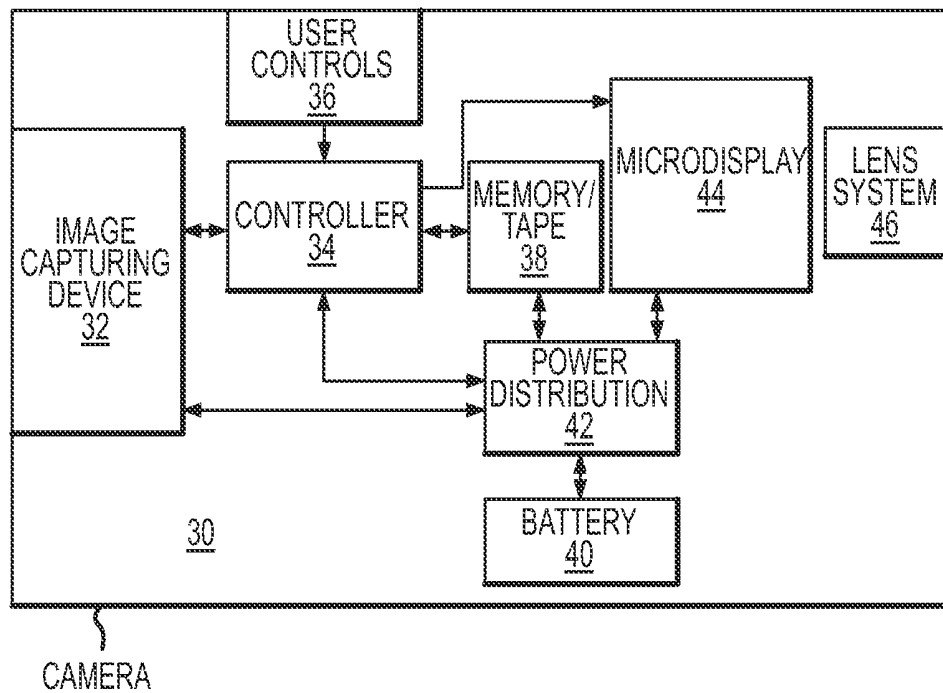 USER
CONTROLS
36
IMAGE
CAPTURING
DEVICE
32
CONTROLLER
34
MEMORY/
TAPE
38
MICRODISPLAY
44
LENS
SYSTEM
46
POWER
DISTRIBUTION
42
BATTERY
40
30
CAMERA